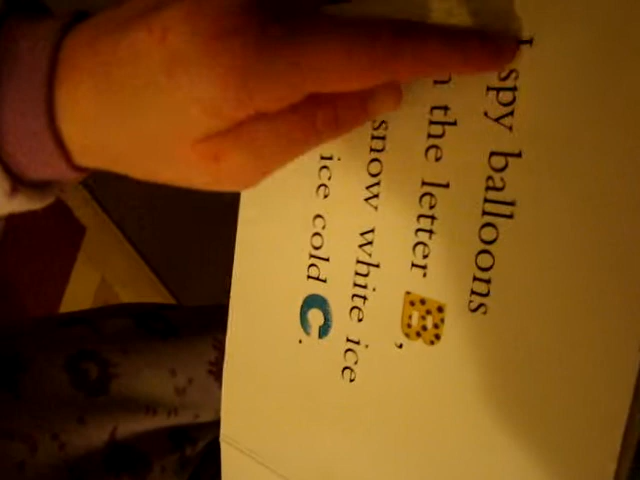 I spy balloons
the letter B,
snow white ice
ice cold C.